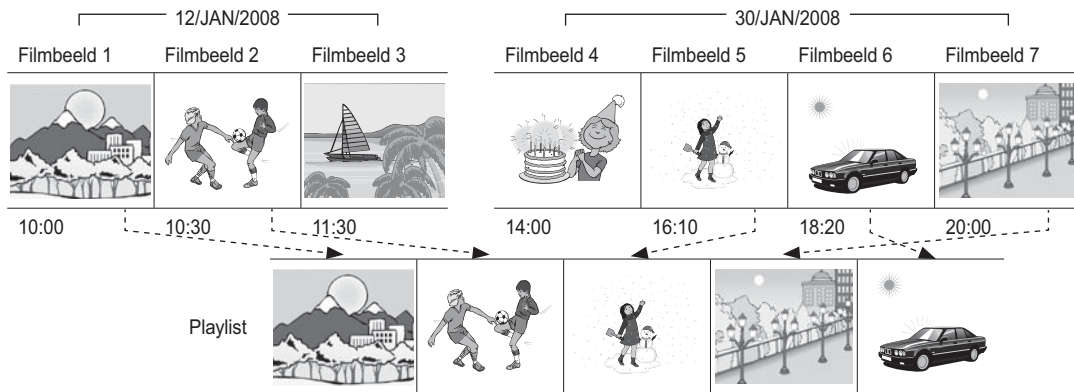 12/JAN/2008 30/JAN/2008
Filmbeeld 1 Filmbeeld 2 Filmbeeld 3 Filmbeeld 4 Filmbeeld 5 Filmbeeld 6 Filmbeeld 7
10:00 10:30 11:30 14:00 16:10 18:20 20:00
Playlist